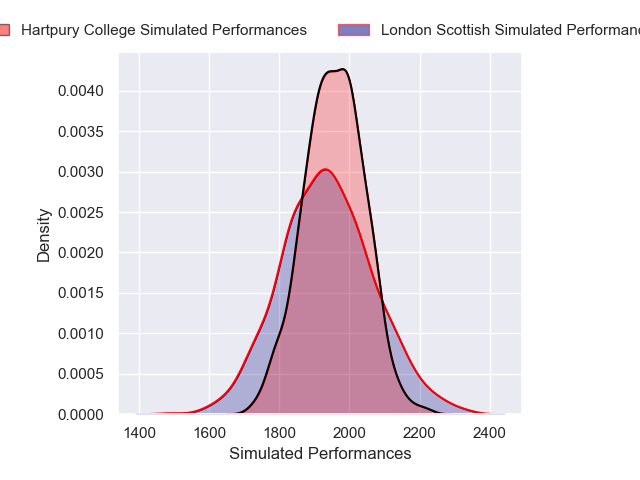 Hartpury College Simulated Performances London Scottish Simulated
0.0040
0.0035
0.0030
0.0025
0.0020
0.0015
0.0010
0.0005
0.0000
Density
1400 1600 1800 2000 2200 2400
Simulated Performances